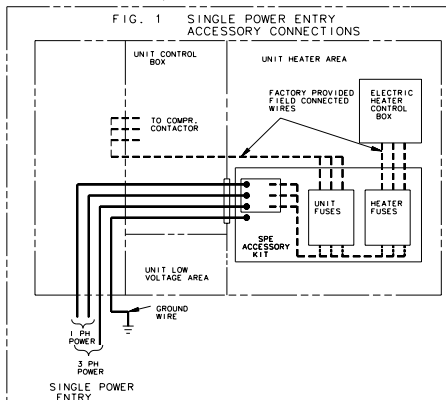 FIG. 1 SINGLE POWER ENTRY
ACCESSORY CONNECTIONS
UNIT CONTROL
BOX
UNIT HEATER AREA
FACTORY PROVIDED
FIELD CONNECTED
WIRES
ELECTRIC
HEATER
CONTROL
BOX
TO COMPR.
CONTACTOR
UNIT
FUSES
HEATER
FUSES
SPE
ACCESSORY
KIT
UNIT LOW
VOLTAGE AREA
GROUND
WIRE
1 PH
POWER
3 PH
POWER
SINGLE POWER
ENTRY